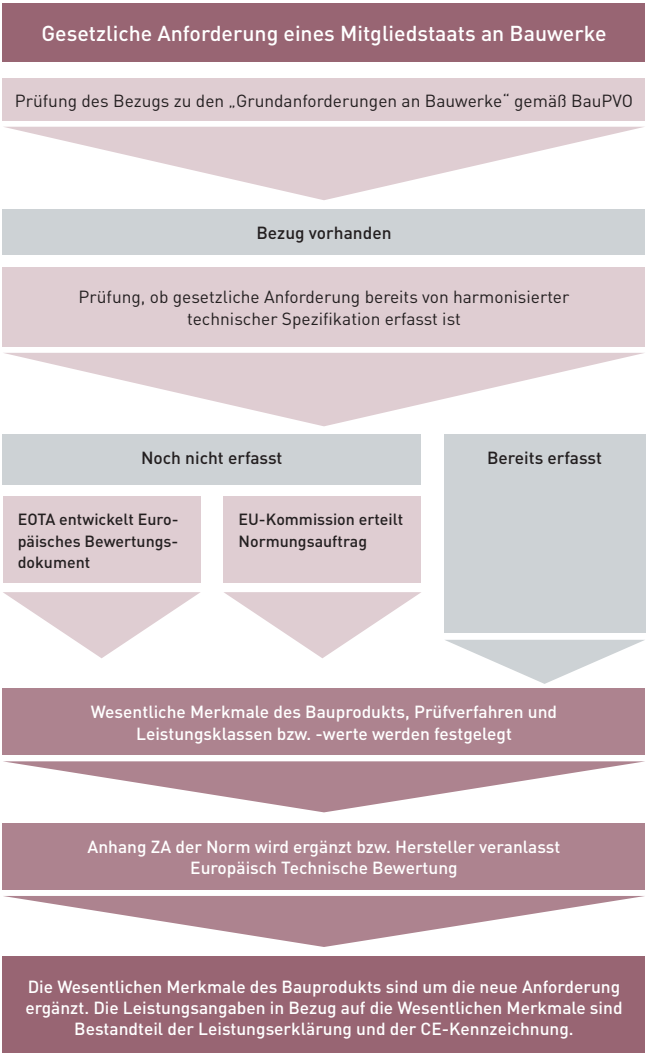 Gesetzliche Anforderung eines Mitgliedstaats an Bauwerke
Prüfung des Bezugs zu den „Grundanforderungen an Bauwerke“ gemäß BauPVO
Bezug vorhanden
Prüfung, ob gesetzliche Anforderung bereits von harmonisierter
technischer Spezifikation erfasst ist
Noch nicht erfasst
EOTA entwickelt Euro-
päisches Bewertungs-
dokument
EU-Kommission erteilt
Normungsauftrag
Bereits erfasst
Wesentliche Merkmale des Bauprodukts, Prüfverfahren und
Leistungsklassen bzw. -werte werden festgelegt
Anhang ZA der Norm wird ergänzt bzw. Hersteller veranlasst
Europäisch Technische Bewertung
Die Wesentlichen Merkmale des Bauprodukts sind um die neue Anforderung
ergänzt. Die Leistungsangaben in Bezug auf die Wesentlichen Merkmale sind
Bestandteil der Leistungserklärung und der CE-Kennzeichnung.